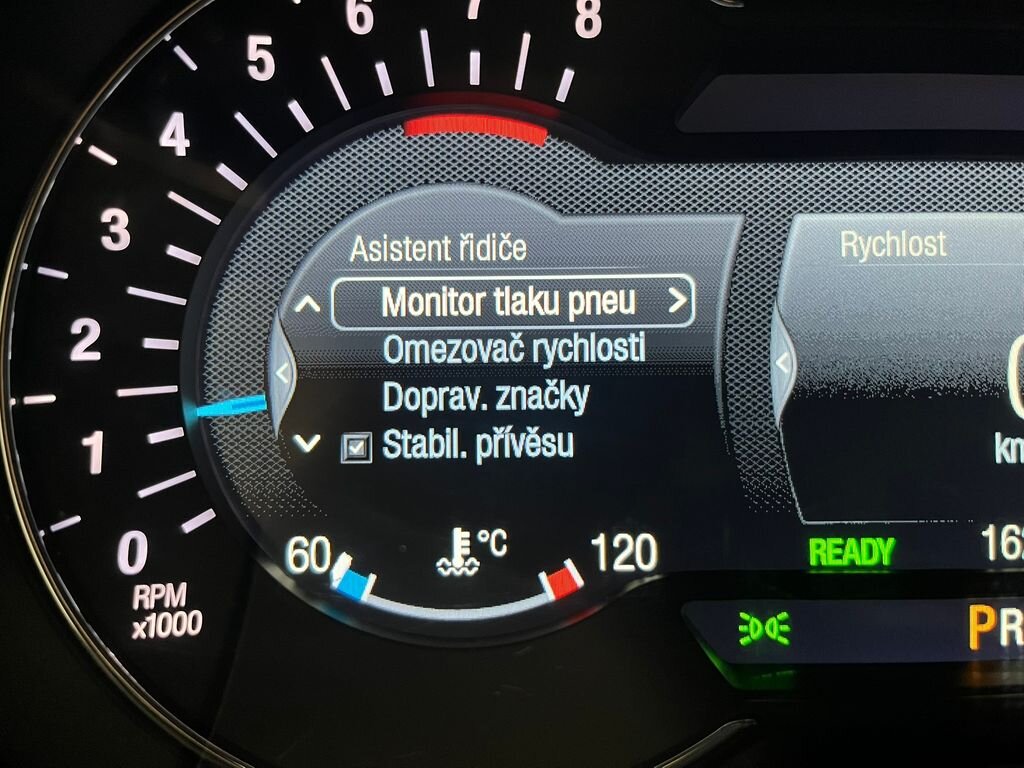 8
7
6
5
4
3
2
1
0
RPM
x1000
Asistent řidiče
Monitor tlaku pneu
Omezovač rychlosti
Doprav. značky
Stabil. přívěsu
60
°C
120
Rychlost
READY
PR